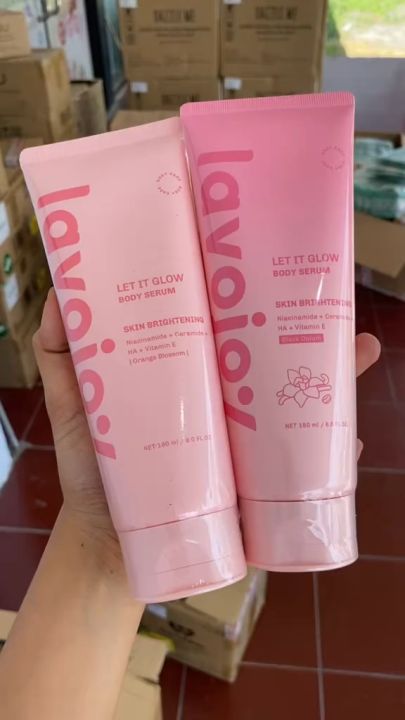 DAZZLE ME
lavojoy
LET IT GLOW
BODY SERUM
SKIN BRIGHTENING
Niacinamide + Ceramide +
HA + Vitamin E
| Orange Blossom |
NET 180 ml / 6.0 FL.OZ
lavojoy
LET IT GLOW
BODY SERUM
SKIN BRIGHTENING
Niacinamide + Ceramide
HA + Vitamin E
Black Opium
NET 180 ml / 6.0 FL.